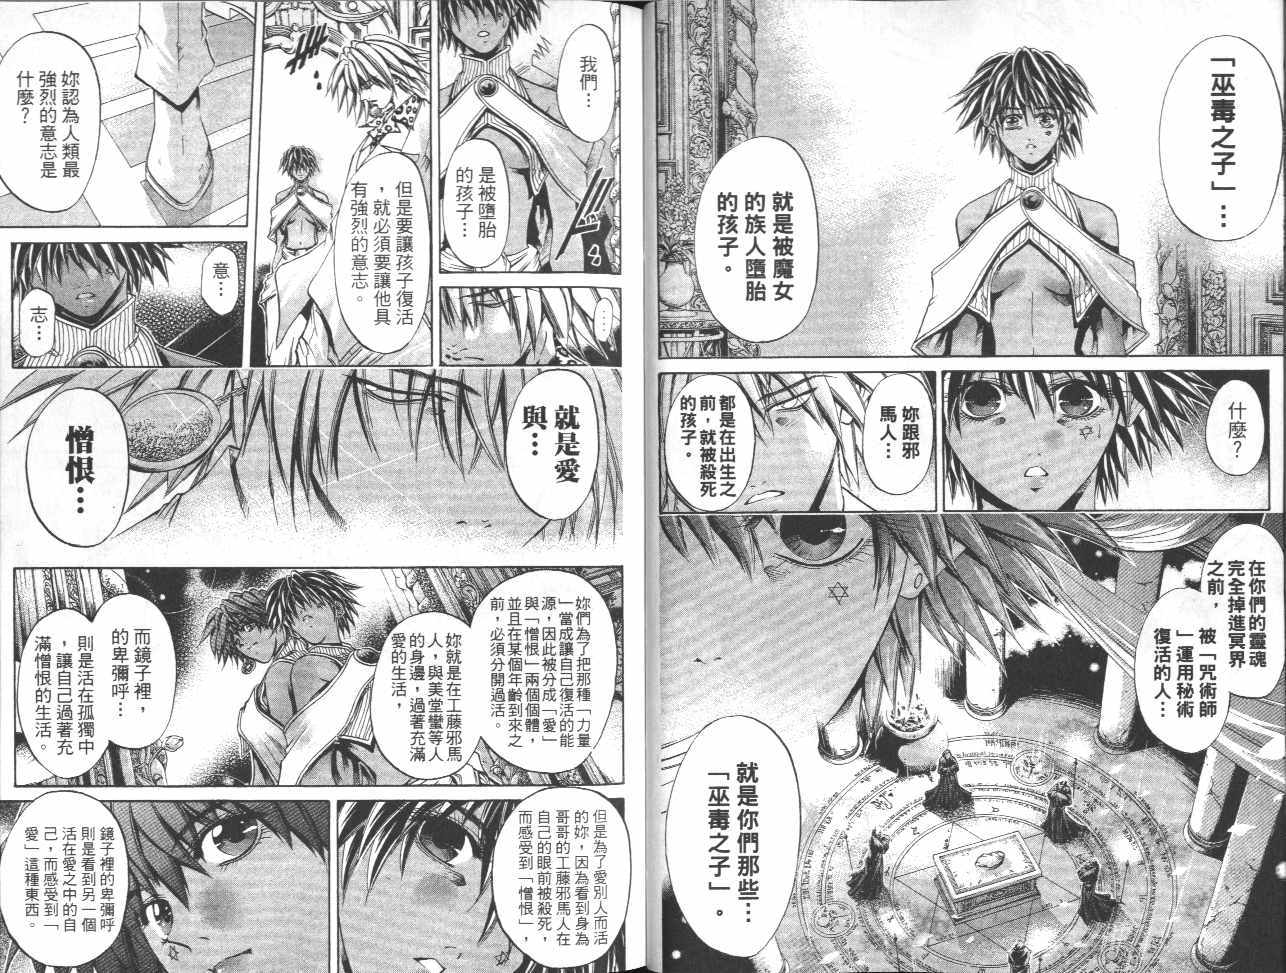 「巫毒之子」…
就是被魔女
的族人墮胎
的孩子。
什麼？
妳跟邪
馬人…
都是在出生之
前，就被殺死
的孩子。
在你們的靈魂
完全掉進冥界
之前，
被「咒術師
」運用秘術
復活的人…
就是你們那些…
「巫毒之子」。
我們…
是被墮胎
的孩子…
……
但是要讓孩子復活
，就必須要讓他具
有強烈的意志。
妳認為人類最
強烈的意志是
什麼？
意…
志…
就是愛
與…
憎恨…
妳們為了把那種「力量
」當成讓自己復活的能
源，因此被分成「愛」
與「憎恨」兩個個體，
並且在某個年齡到來之
前，必須分開過活。
妳就是在工藤邪馬
人，與美堂蠻等人
的身邊，過著充滿
愛的生活，
而鏡子裡，
的卑彌呼…
則是活在孤獨中
，讓自己過著充
滿憎恨的生活。
但是為了愛別人而活
的妳，因為看到身為
哥哥的工藤邪馬人在
自己的眼前被殺死，
而感受到「憎恨」，
鏡子裡的卑彌呼
則是看到另一個
活在愛之中的自
己，而感受到「
愛」這種東西。